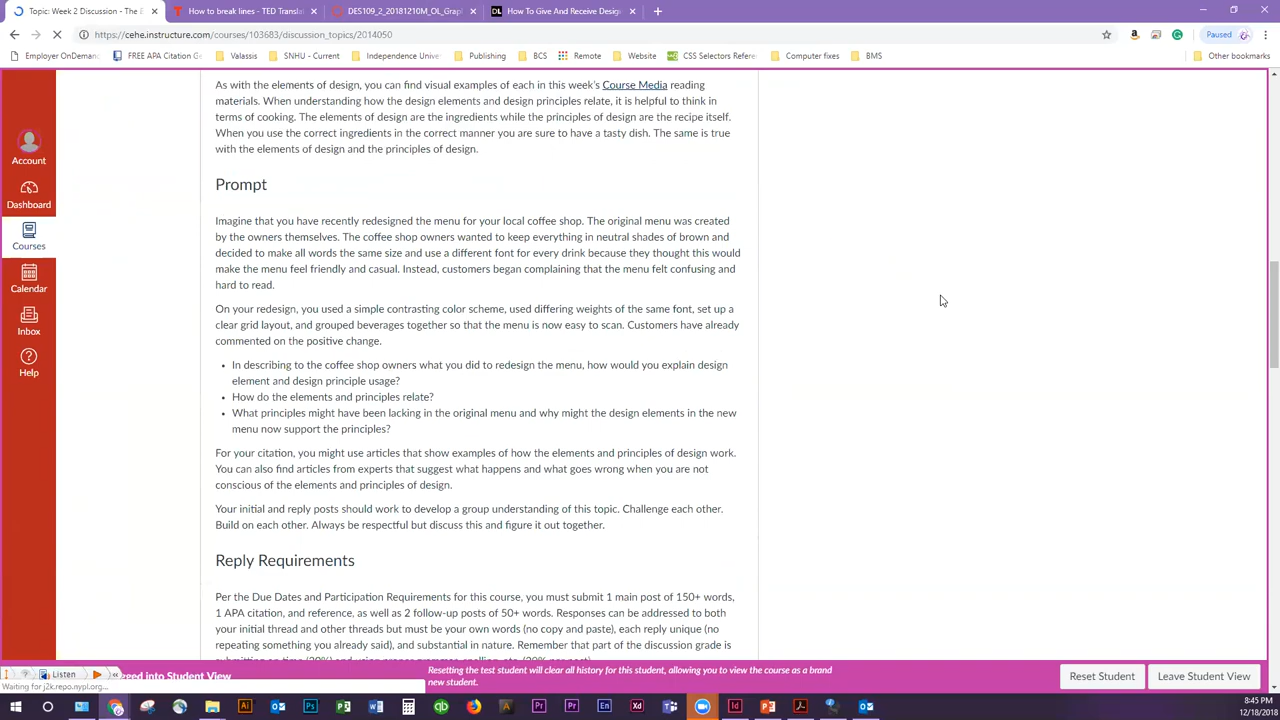 Topic: Week 2 Discussion - The E
How to break lines - TED Transla
DES109_2_20181210M_OL_Grap
How To Give And Receive Design
https://cehe.instructure.com/courses/103683/discussion_topics/2014050
Paused
Employer OnDeman
FREE APA Citation G
Valassis
SNHU - Current
Independence Unive
Publishing
BCS
Remote
Website
CSS Selectors Refere
Computer fixes
BMS
Other bookmarks
As with the elements of design, you can find visual examples of each in this week's Course Media reading
materials. When understanding how the design elements and design principles relate, it is helpful to think in
terms of cooking. The elements of design are the ingredients while the principles of design are the recipe itself.
When you use the correct ingredients in the correct manner you are sure to have a tasty dish. The same is true
with the elements of design and the principles of design.
Prompt
Imagine that you have recently redesigned the menu for your local coffee shop. The original menu was created
by the owners themselves. The coffee shop owners wanted to keep everything in neutral shades of brown and
decided to make all words the same size and use a different font for every drink because they thought this would
make the menu feel friendly and casual. Instead, customers began complaining that the menu felt confusing and
hard to read.
On your redesign, you used a simple contrasting color scheme, used differing weights of the same font, set up a
clear grid layout, and grouped beverages together so that the menu is now easy to scan. Customers have already
commented on the positive change.
• In describing to the coffee shop owners what you did to redesign the menu, how would you explain design
element and design principle usage?
• How do the elements and principles relate?
• What principles might have been lacking in the original menu and why might the design elements in the new
menu now support the principles?
For your citation, you might use articles that show examples of how the elements and principles of design work.
You can also find articles from experts that suggest what happens and what goes wrong when you are not
conscious of the elements and principles of design.
Your initial and reply posts should work to develop a group understanding of this topic. Challenge each other.
Build on each other. Always be respectful but discuss this and figure it out together.
Reply Requirements
Per the Due Dates and Participation Requirements for this course, you must submit 1 main post of 150+ words,
1 APA citation, and reference, as well as 2 follow-up posts of 50+ words. Responses can be addressed to both
your initial thread and other threads but must be your own words (no copy and paste), each reply unique (no
repeating something you already said), and substantial in nature. Remember that part of the discussion grade is
Account
Dashboard
Courses
Calendar
Inbox
Help
Listen
gged into Student View
Resetting the test student will clear all history for this student, allowing you to view the course as a brand
new student.
Reset Student
Leave Student View
Waiting for j2k.repo.nypl.org...
Ai
Ps
Pr
Pr
En
Xd
Id
8:45 PM
12/18/2018